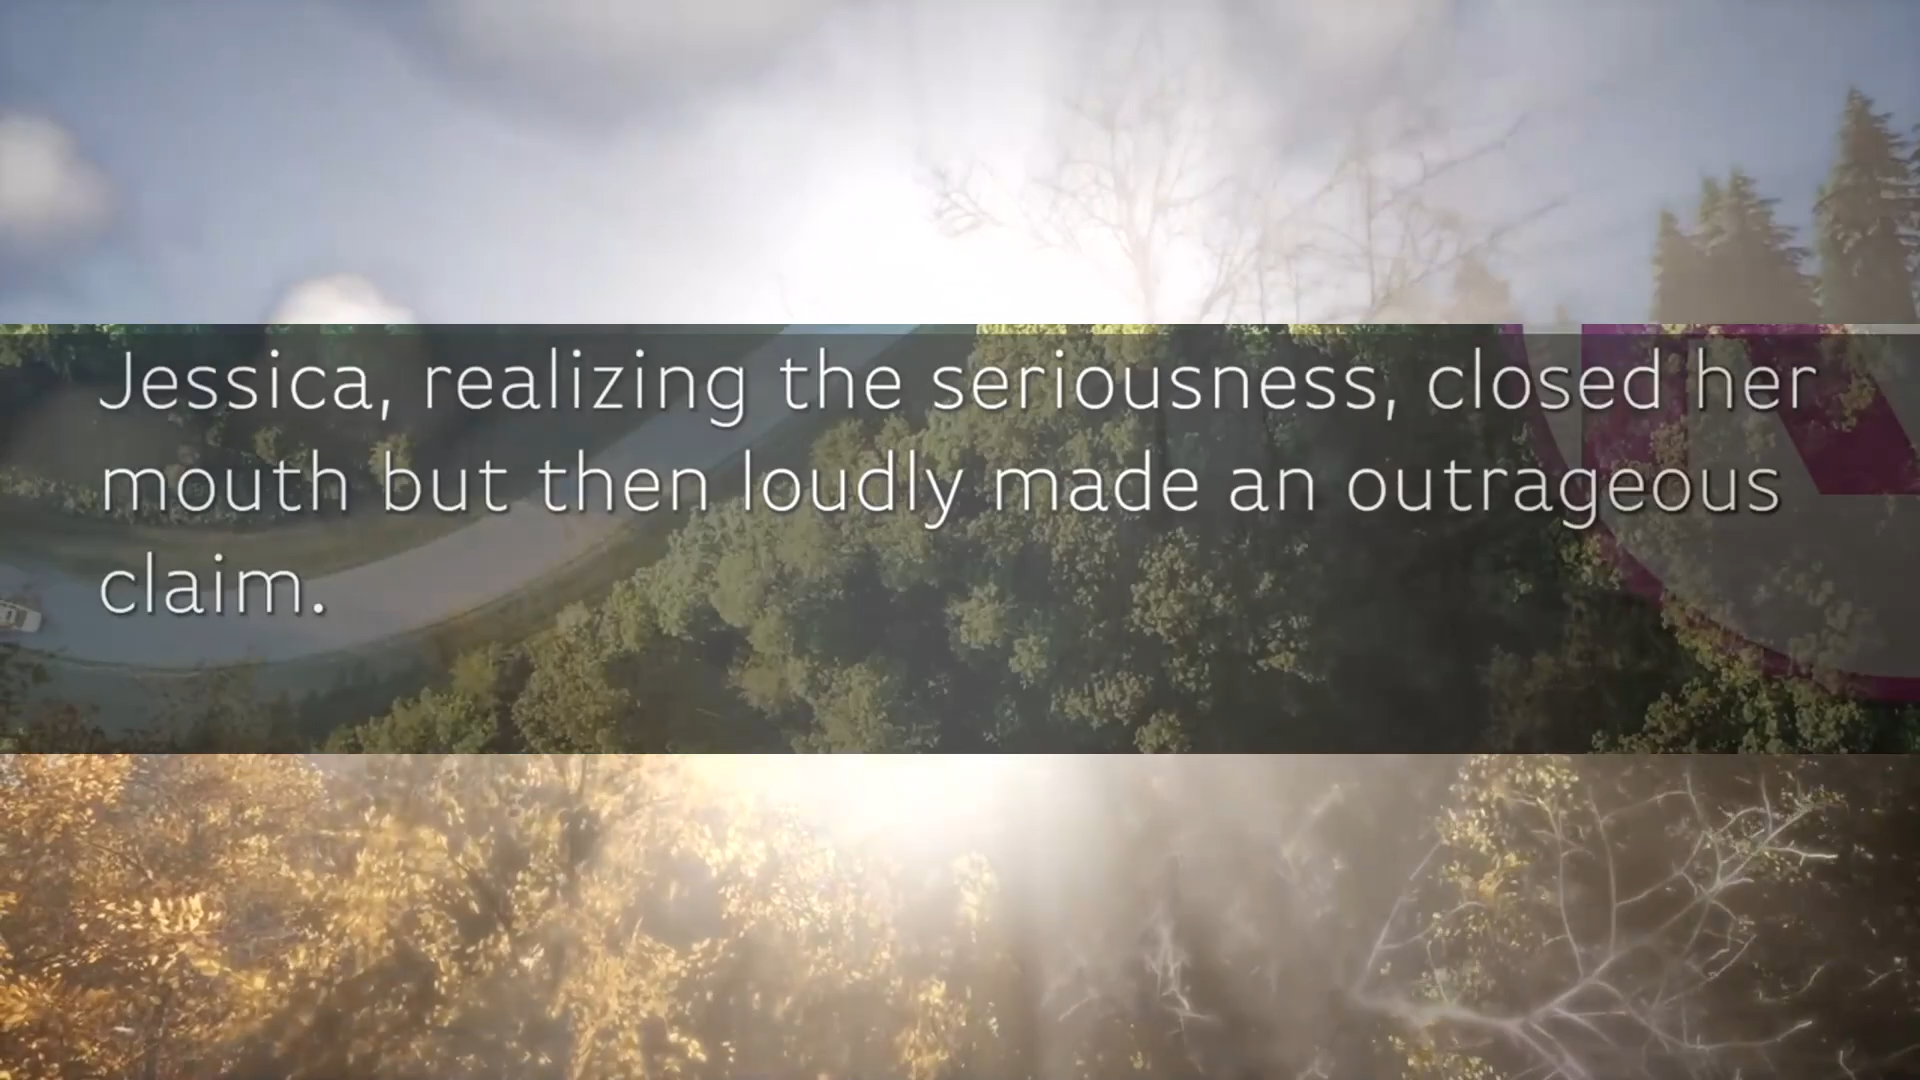 Jessica, realizing the seriousness, closed her
mouth but then loudly made an outrageous
claim.